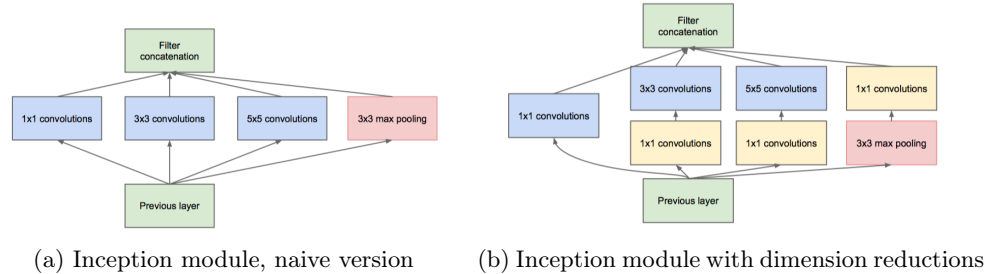 Filter
concatenation
1x1 convolutions
3x3 convolutions
5x5 convolutions
3x3 max pooling
Previous layer
(a) Inception module, naive version
Filter
concatenation
3x3 convolutions
5x5 convolutions
1x1 convolutions
1x1 convolutions
1x1 convolutions
1x1 convolutions
3x3 max pooling
Previous layer
(b) Inception module with dimension reductions